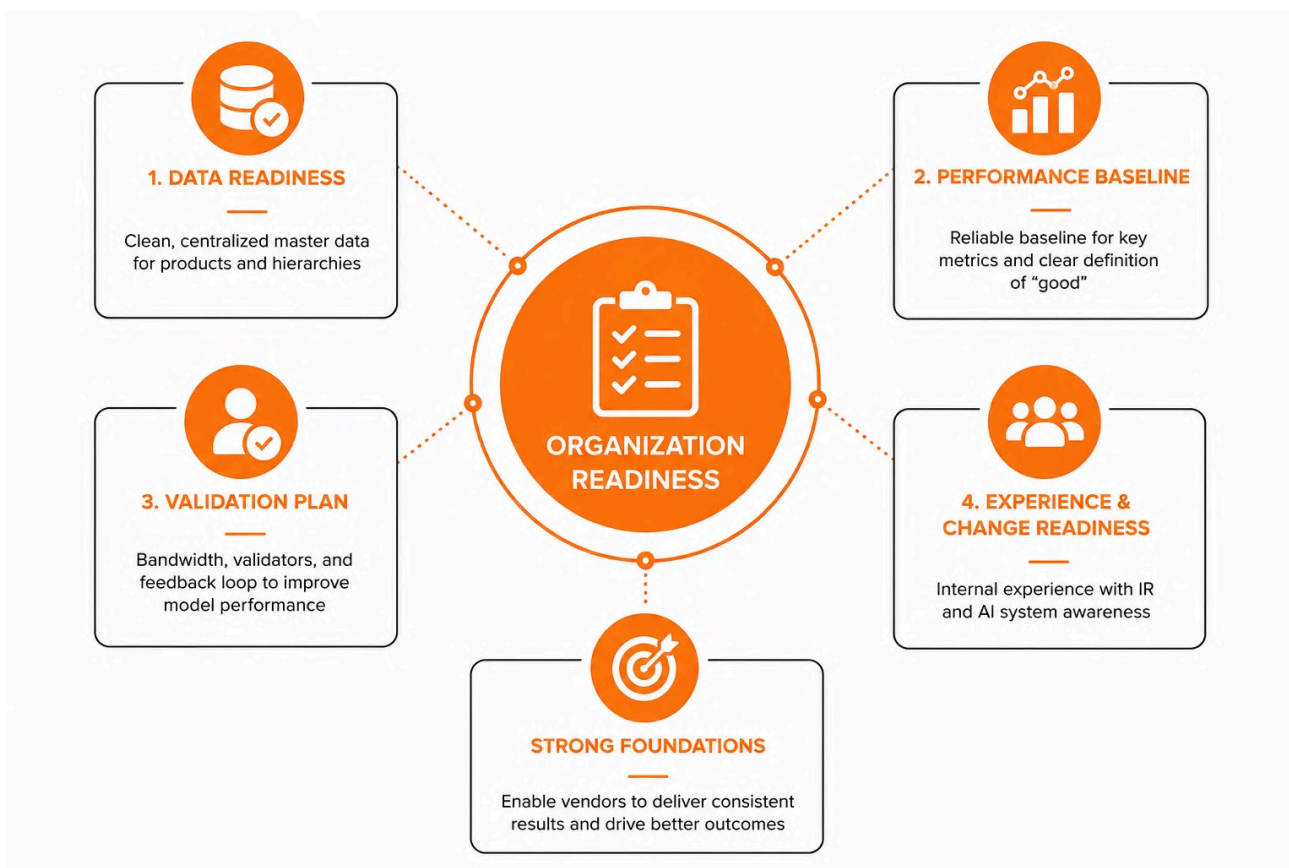 1. DATA READINESS
Clean, centralized master data
for products and hierarchies
2. PERFORMANCE BASELINE
Reliable baseline for key
metrics and clear definition
of “good”
ORGANIZATION
READINESS
3. VALIDATION PLAN
Bandwidth, validators, and
feedback loop to improve
model performance
4. EXPERIENCE &
CHANGE READINESS
Internal experience with IR
and AI system awareness
STRONG FOUNDATIONS
Enable vendors to deliver consistent
results and drive better outcomes